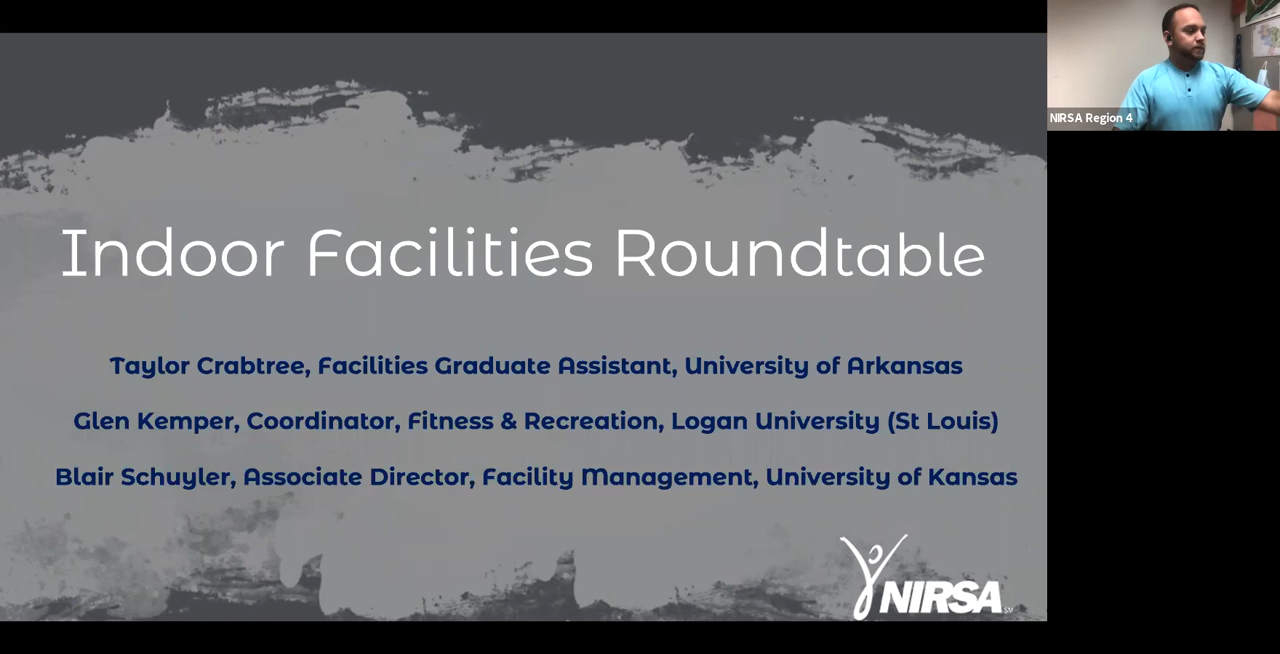 NIRSA Region 4
Indoor Facilities Roundtable
Taylor Crabtree, Facilities Graduate Assistant, University of Arkansas
Glen Kemper, Coordinator, Fitness & Recreation, Logan University (St Louis)
Blair Schuyler, Associate Director, Facility Management, University of Kansas
NIRSA